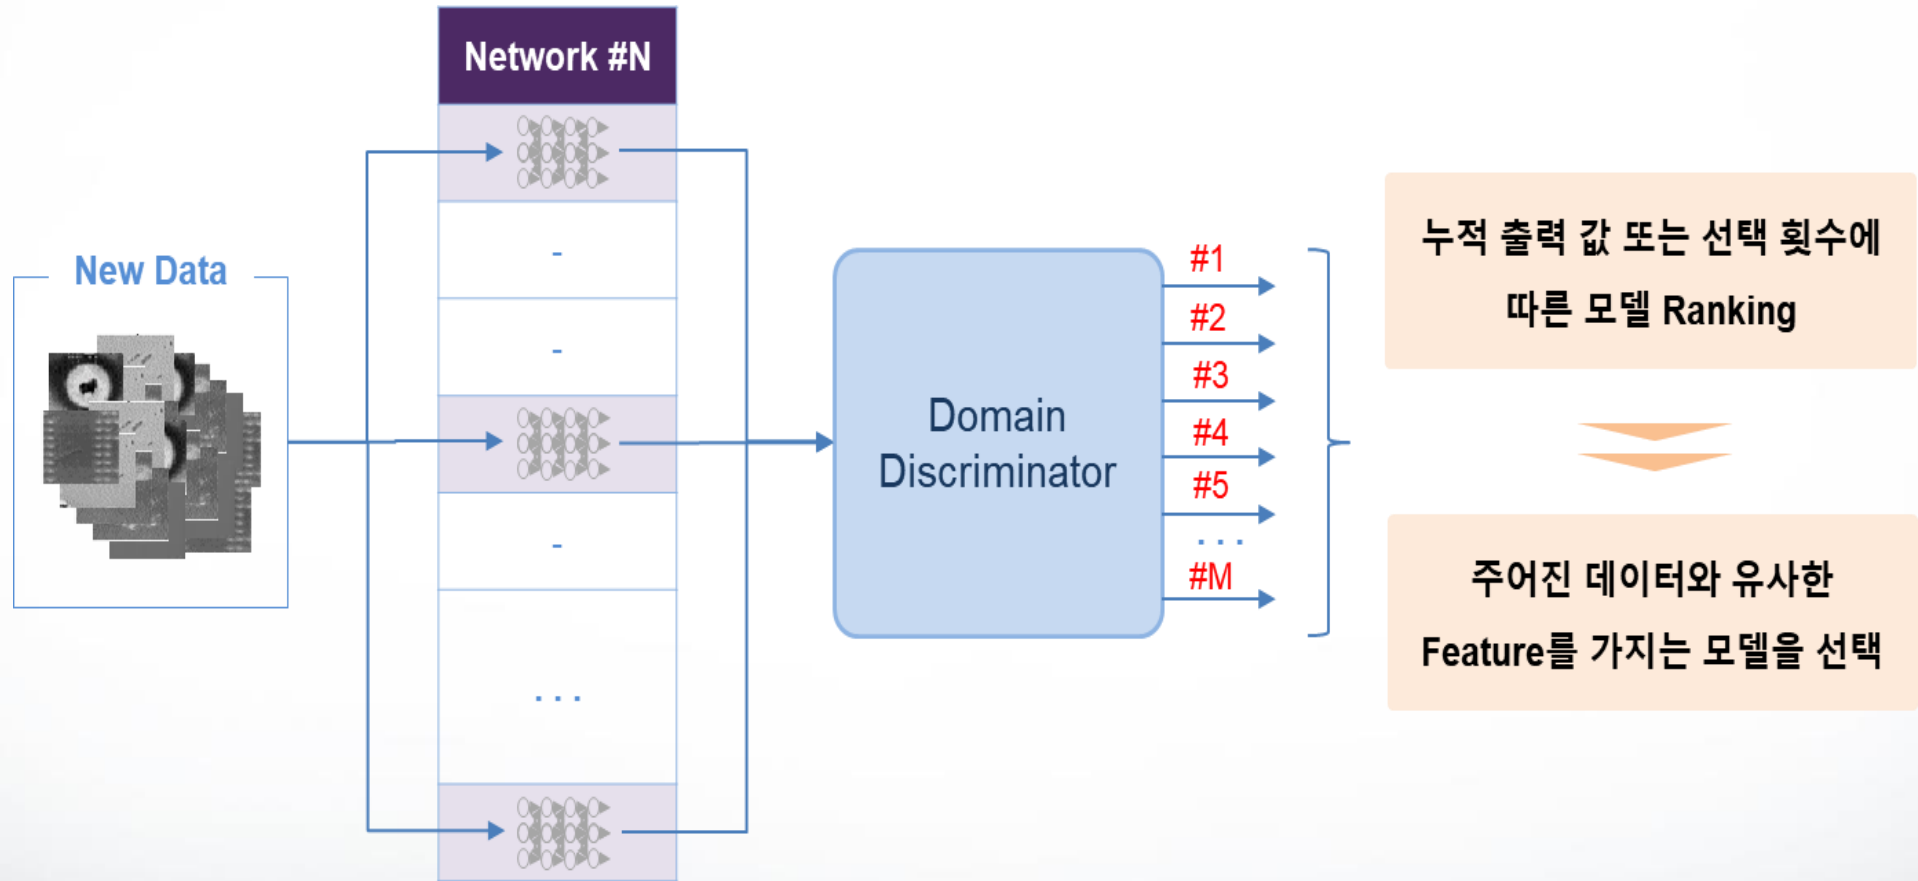 Network #N
New Data
-
-
-
. . .
Domain
Discriminator
#1
#2
#3
#4
#5
. . .
#M
누적 출력 값 또는 선택 횟수에
따른 모델 Ranking
주어진 데이터와 유사한
Feature를 가지는 모델을 선택